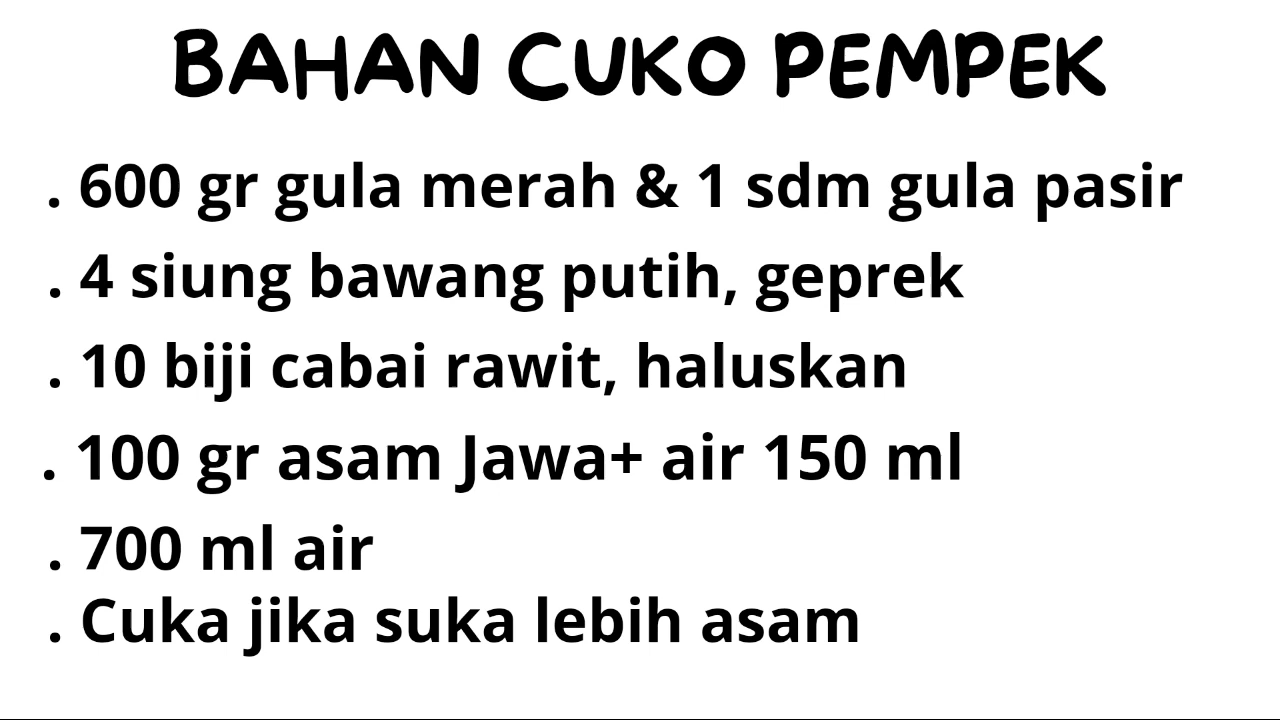 BAHAN CUKO PEMPEK
. 600 gr gula merah & 1 sdm gula pasir
. 4 siung bawang putih, geprek
. 10 biji cabai rawit, haluskan
. 100 gr asam Jawa+ air 150 ml
. 700 ml air
. Cuka jika suka lebih asam